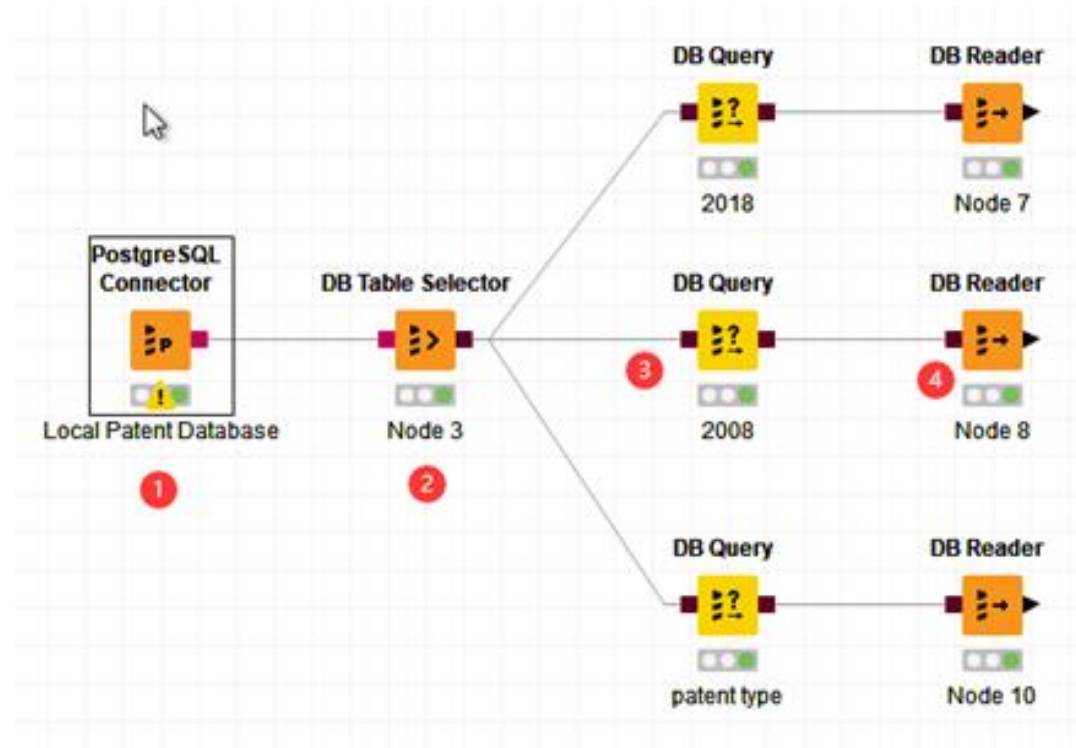 DB Query DB Reader
2018 Node 7
PostgreSQL
Connector DB Table Selector DB Query DB Reader
P
3 4
Local Patent Database Node 3 2008 Node 8
1 2
DB Query DB Reader
patent type Node 10